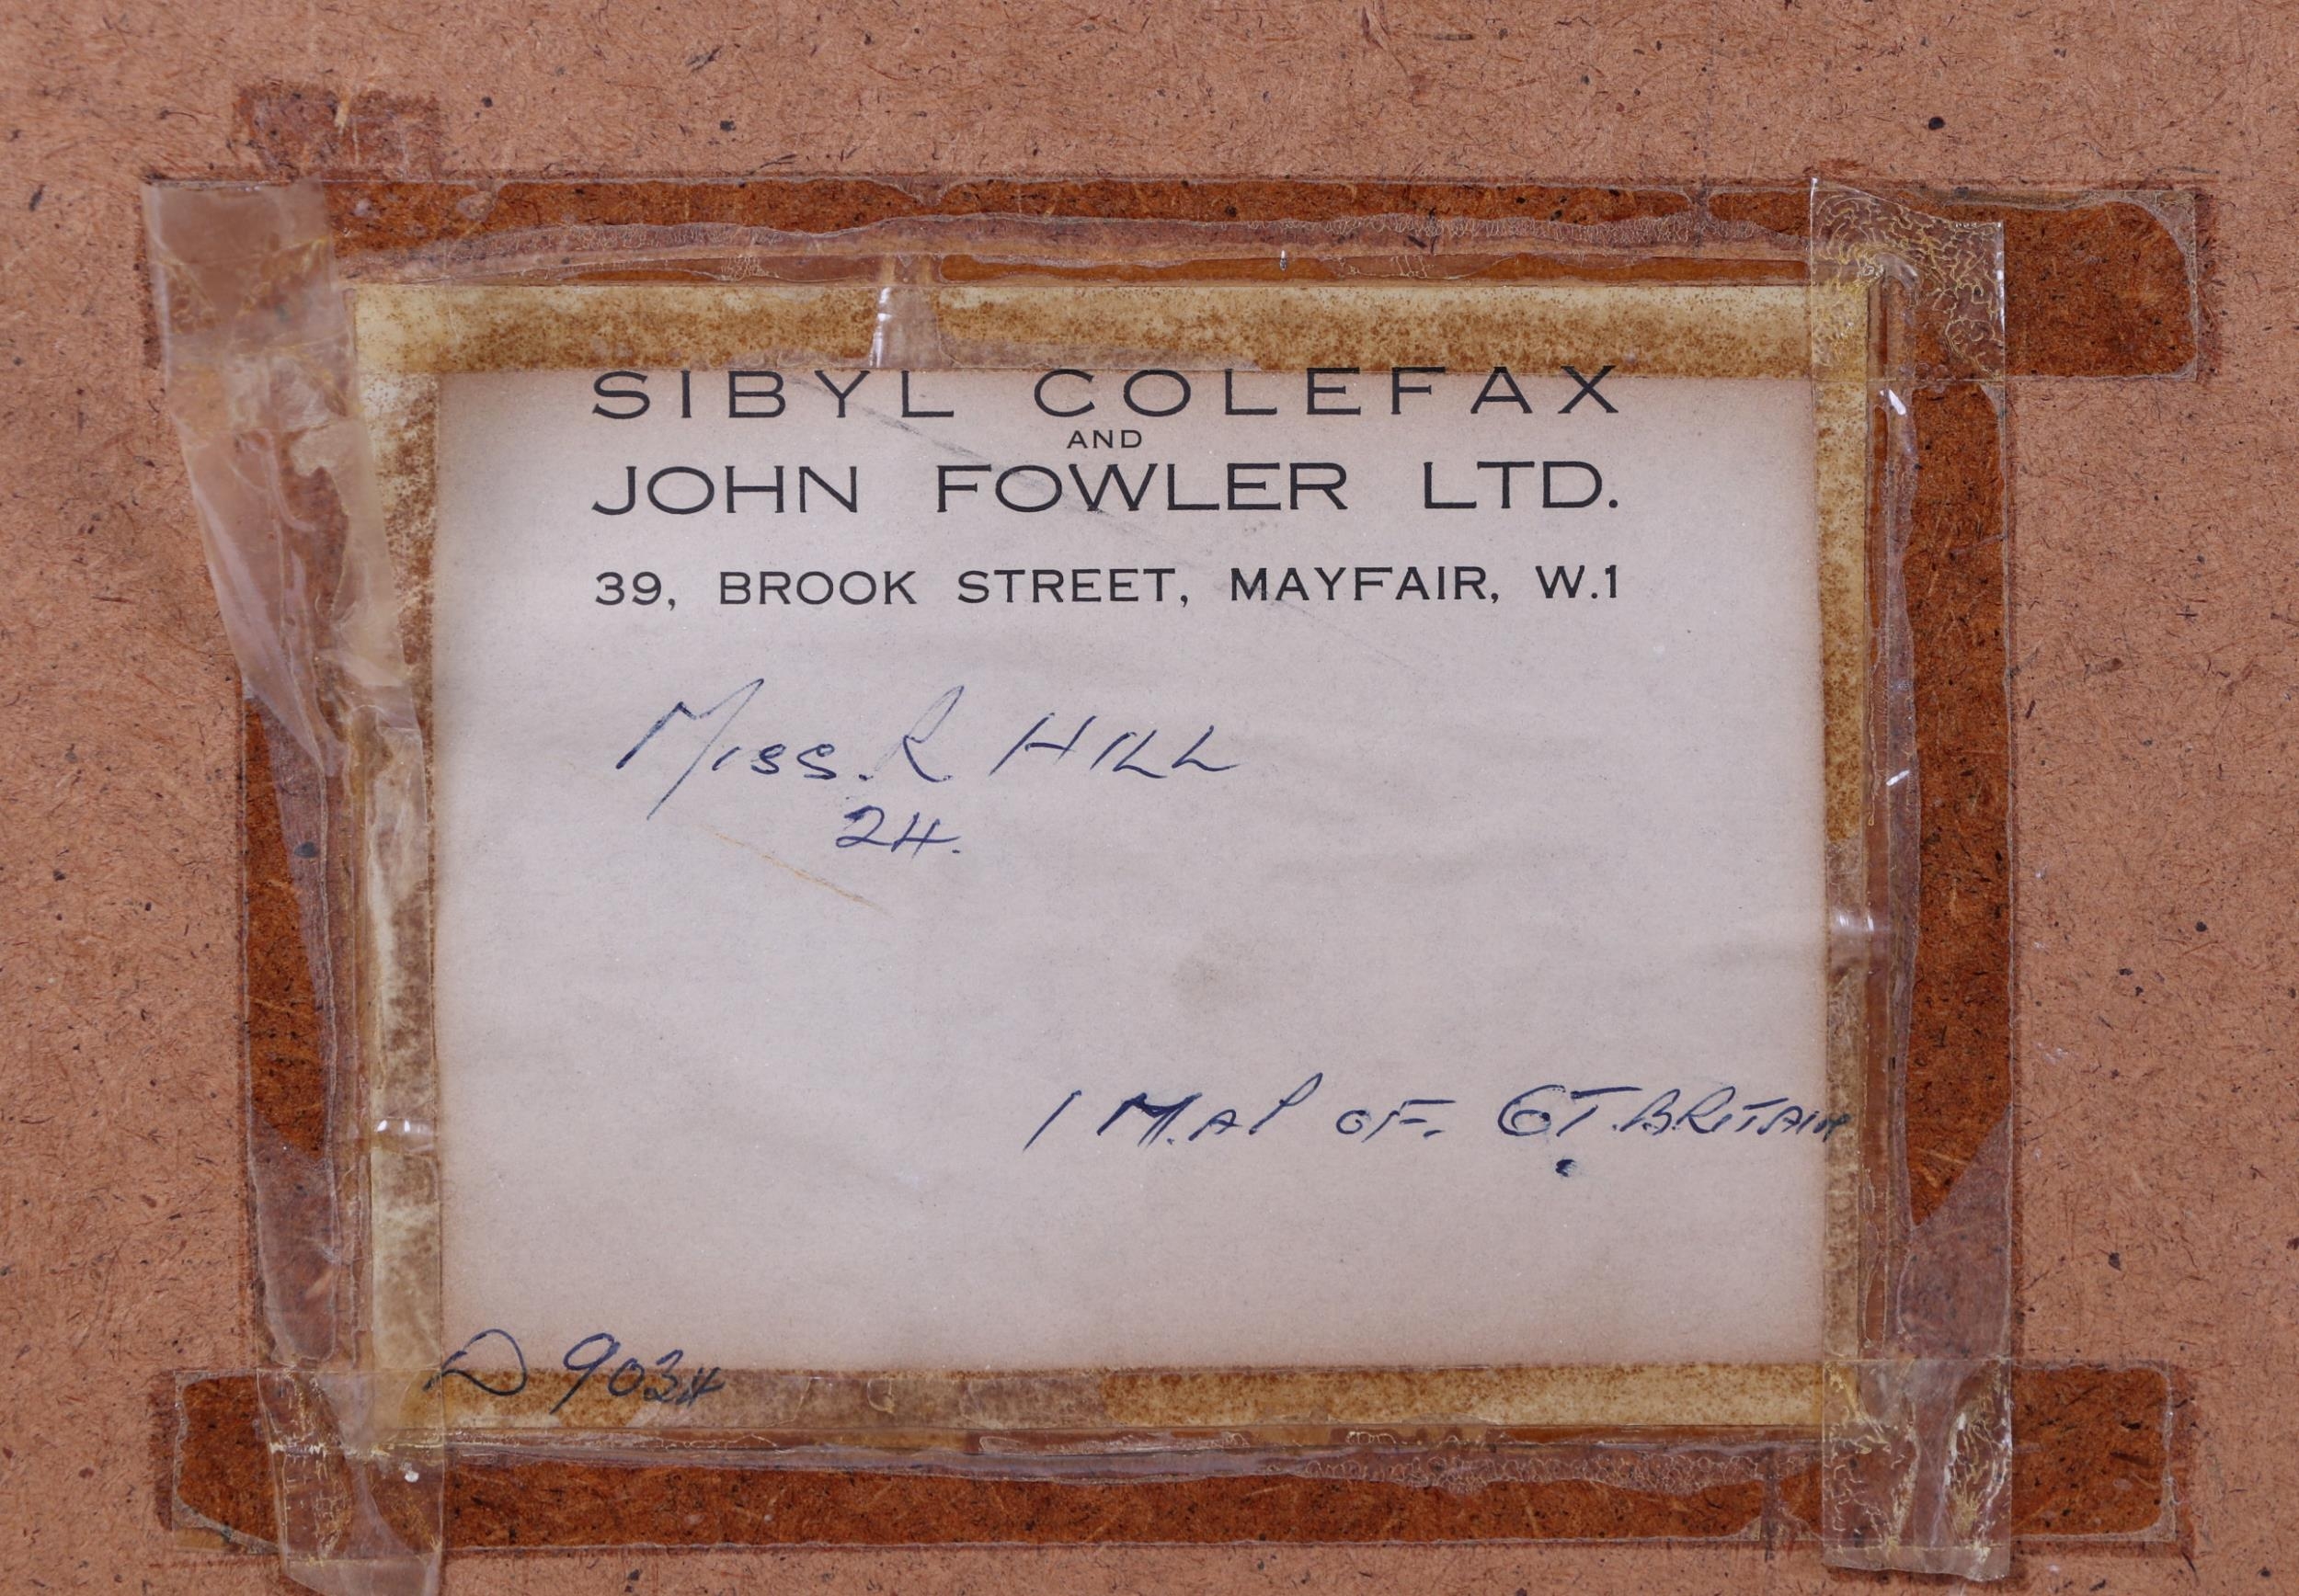 SIBYL COLEFAX
AND
JOHN FOWLER LTD.
39, BROOK STREET, MAYFAIR, W.1
Miss. R HILL
24.
1 MAP OF. GT. BRITAIN
D 9034